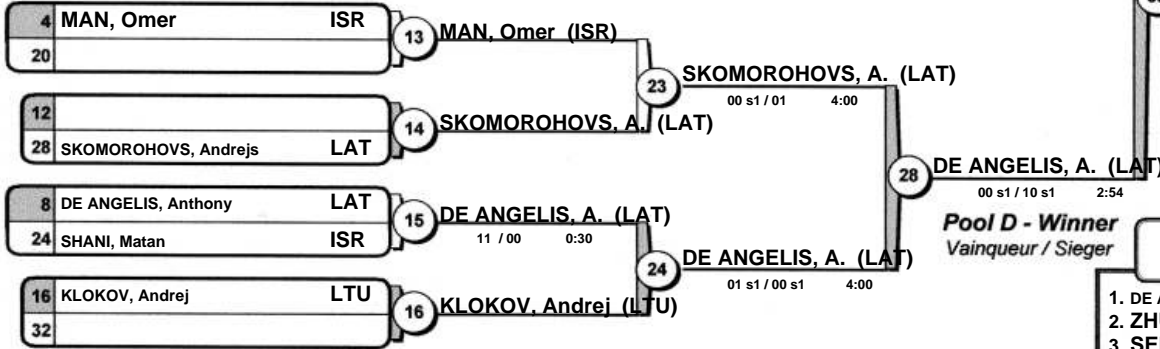 4 MAN, Omer ISR
20
13 MAN, Omer (ISR)
12
28 SKOMOROHOVS, Andrejs LAT
14 SKOMOROHOVS, A. (LAT)
23 SKOMOROHOVS, A. (LAT)
00 s1 / 01 4:00
8 DE ANGELIS, Anthony LAT
24 SHANI, Matan ISR
15 DE ANGELIS, A. (LAT)
11 / 00 0:30
16 KLOKOV, Andrej LTU
32
16 KLOKOV, Andrej (LTU)
24 DE ANGELIS, A. (LAT)
01 s1 / 00 s1 4:00
28 DE ANGELIS, A. (LAT)
00 s1 / 10 s1 2:54
Pool D - Winner
Vainqueur / Sieger
1. DE
2.
3.